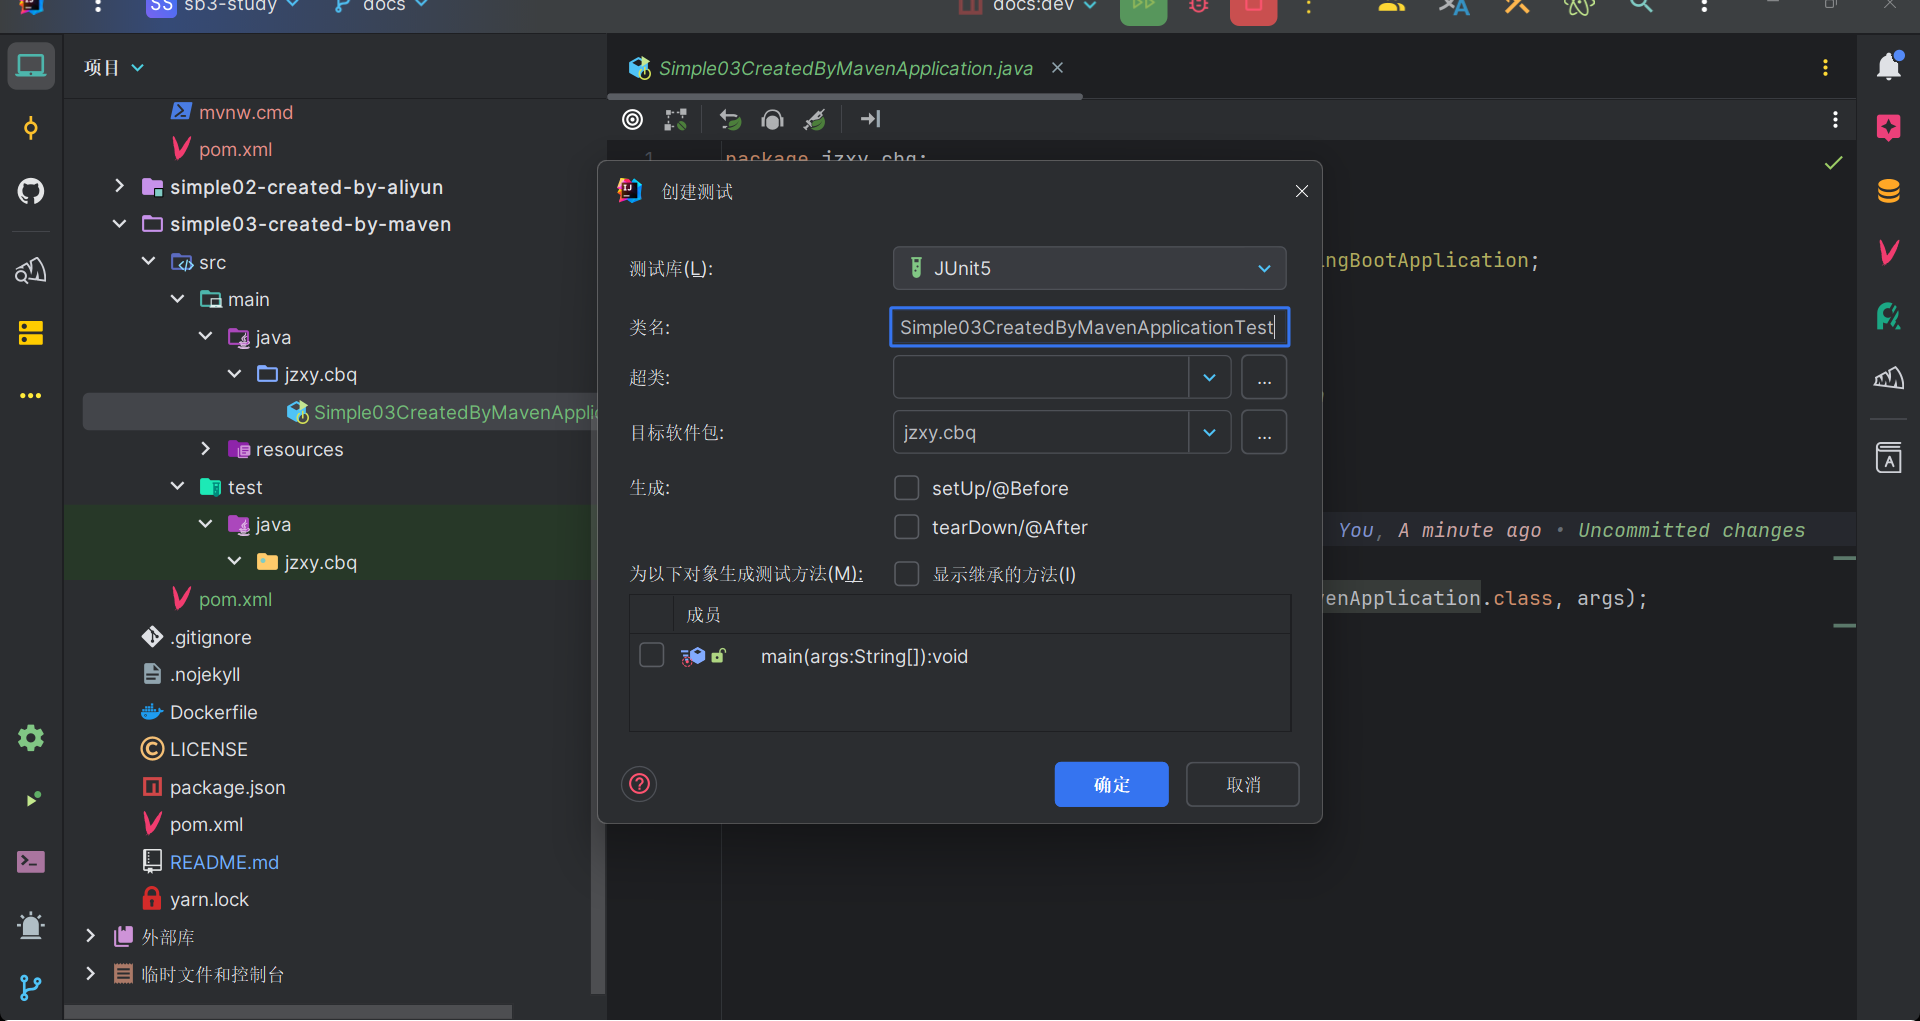 SS sb3-study docs docs:dev
项目
Simple03CreatedByMavenApplication.java
mvnw.cmd
pom.xml
simple02-created-by-aliyun
simple03-created-by-maven
src
main
java
jzxy.cbq
Simple03CreatedByMavenAppli
resources
test
java
jzxy.cbq
pom.xml
.gitignore
.nojekyll
Dockerfile
LICENSE
package.json
pom.xml
README.md
yarn.lock
外部库
临时文件和控制台
1 package jzxy.cbq;
ngBootApplication;
You, A minute ago • Uncommitted changes
enApplication.class, args);
创建测试
测试库(L):
JUnit5
类名:
Simple03CreatedByMavenApplicationTest
超类:
...
目标软件包:
jzxy.cbq
...
生成:
setUp/@Before
tearDown/@After
为以下对象生成测试方法(M):
显示继承的方法(I)
成员
main(args:String[]):void
确定
取消